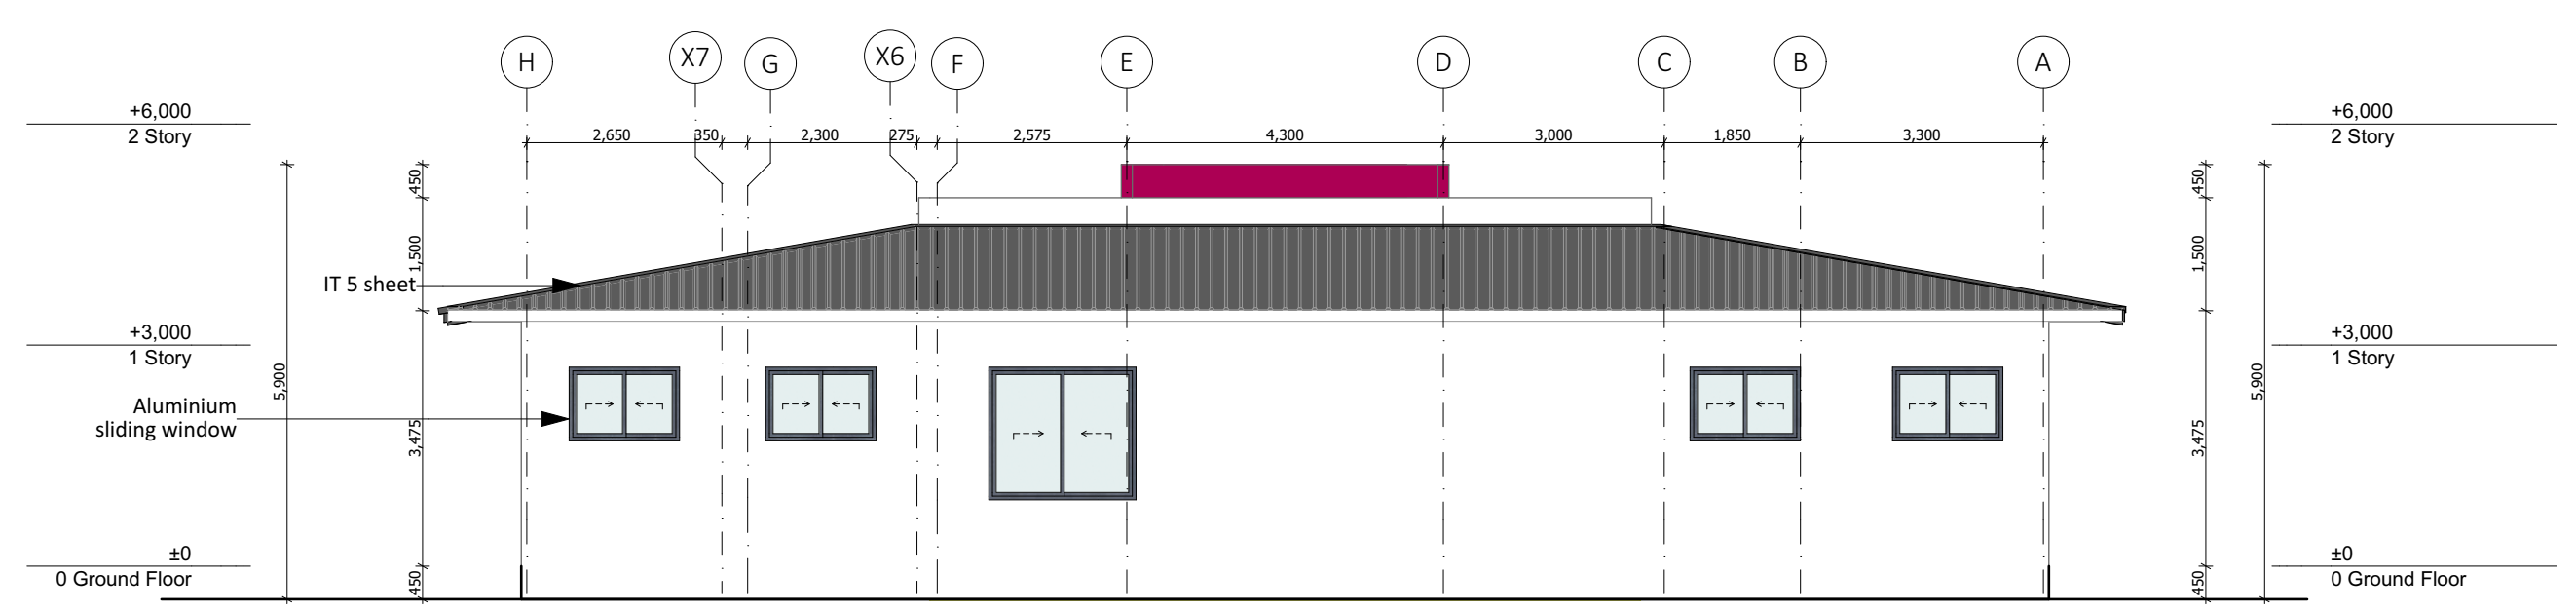 H X7 G X6 F E D C B A
2,650 350 2,300 275 2,575 4,300 3,000 1,850 3,300
+6,000
2 Story
+6,000
2 Story
450
1,500
IT 5 sheet
+3,000
1 Story
5,900
Aluminium
sliding window
3,475
±0
0 Ground Floor
450
450
1,500
+3,000
1 Story
5,900
3,475
±0
0 Ground Floor
450